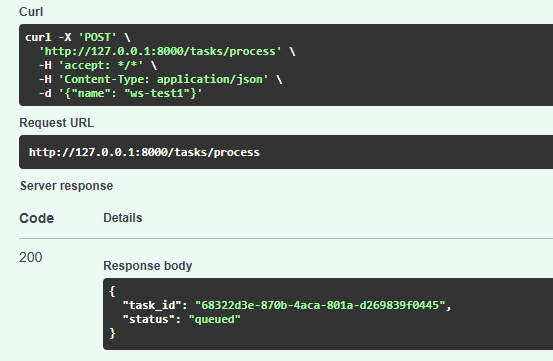 Curl
curl -X 'POST' \
  'http://127.0.0.1:8000/tasks/process' \
  -H 'accept: */*' \
  -H 'Content-Type: application/json' \
  -d '{"name": "ws-test1"}'
Request URL
http://127.0.0.1:8000/tasks/process
Server response
Code Details
200
Response body
{
  "task_id": "68322d3e-870b-4aca-801a-d269839f0445",
  "status": "queued"
}